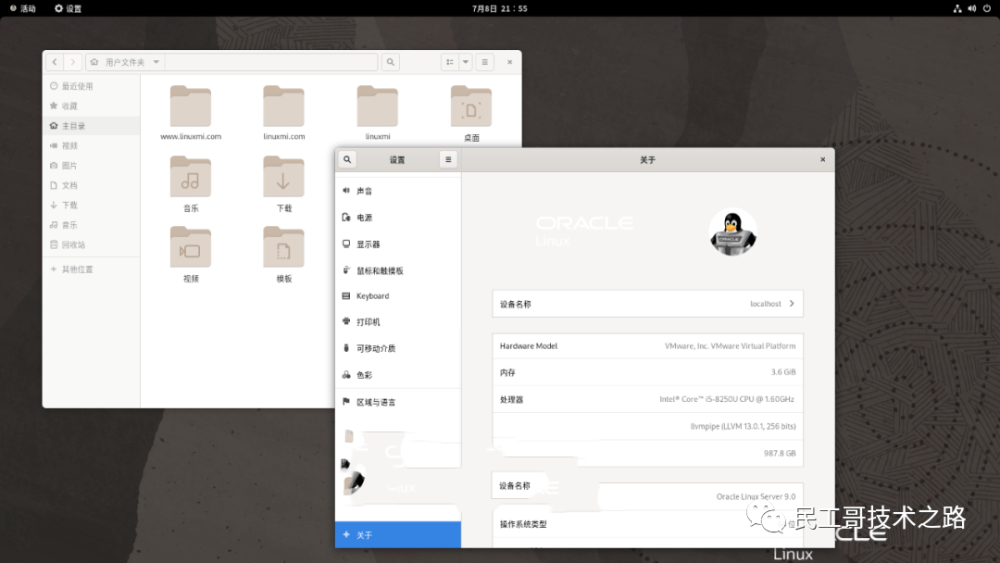 活动 设置 7月8日 21：55
用户文件夹
最近使用
收藏
主目录
视频
图片
文档
下载
音乐
回收站
其他位置
www.linuxmi.com linuxmi.com linuxmi 桌面
音乐 下载
视频 模板
设置 关于
声音
电源
显示器
鼠标和触摸板
Keyboard
打印机
可移动介质
色彩
区域与语言
关于
ORACLE
Linux
ORACLE
设备名称 localhost
Hardware Model VMware, Inc. VMware Virtual Platform
内存 3.6 GiB
处理器 Intel® Core™ i5-8250U CPU @ 1.60GHz
llvmpipe (LLVM 13.0.1, 256 bits)
987.8 GB
设备名称
Oracle Linux Server 9.0
操作系统类型 位
民工哥技术之路
CLE
Linux